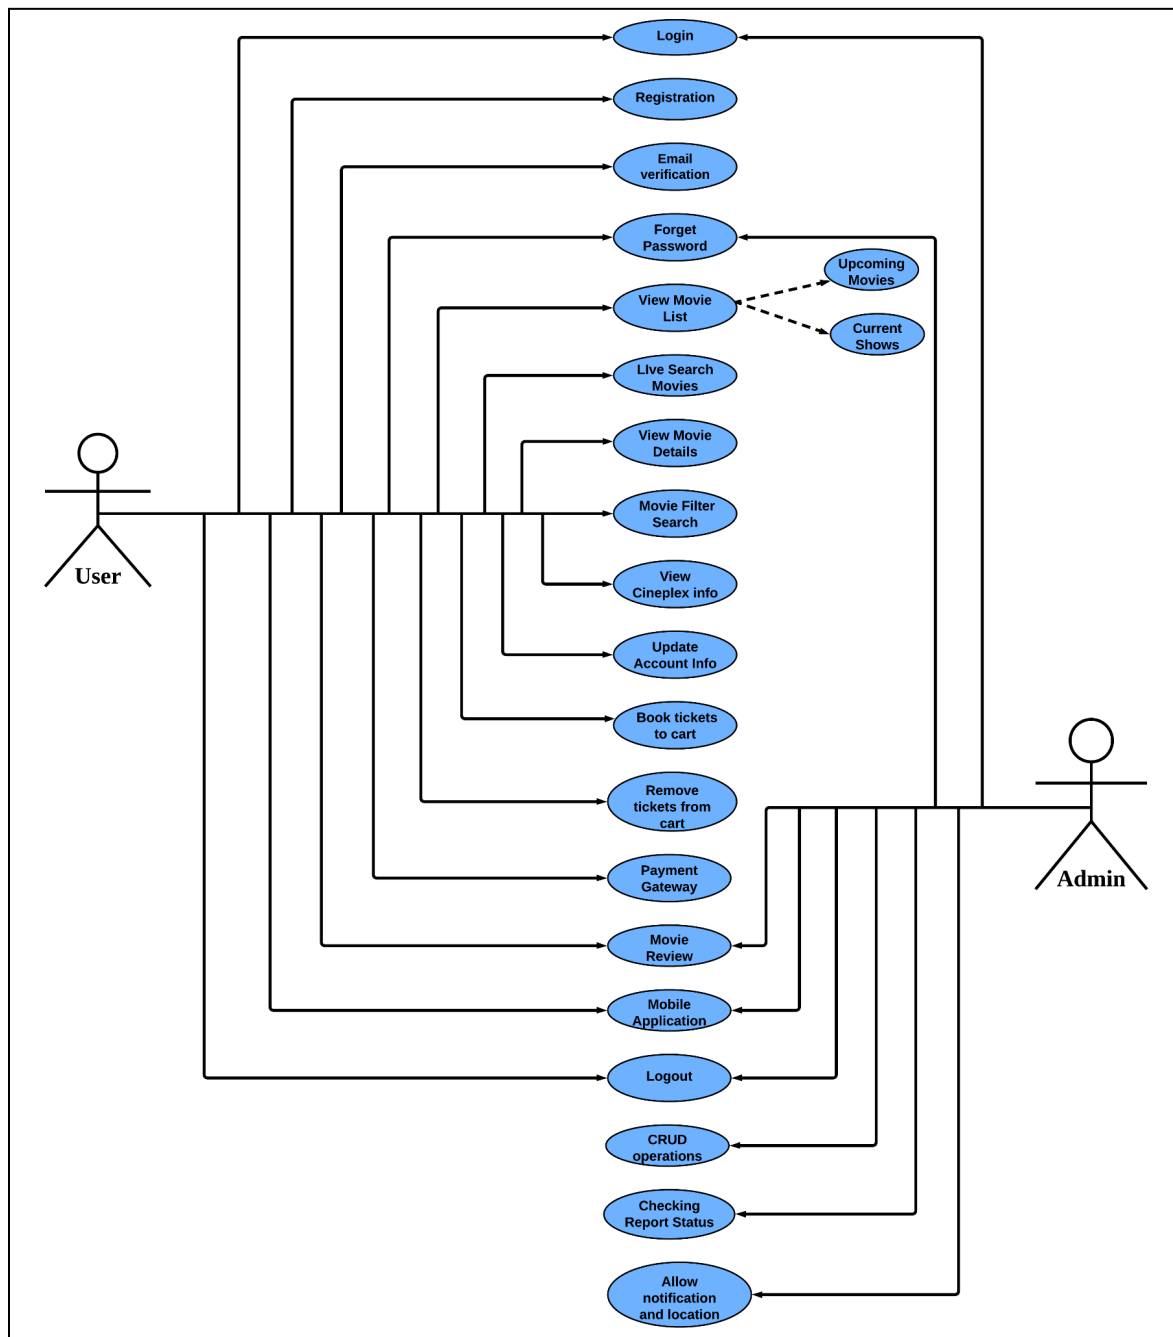 Login
Registration
Email
verification
Forget
Password
Upcoming
Movies
View Movie
List
Current
Shows
LIve Search
Movies
View Movie
Details
Movie Filter
Search
User
View
Cineplex info
Update
Account Info
Book tickets
to cart
Remove
tickets from
cart
Payment
Gateway
Admin
Movie
Review
Mobile
Application
Logout
CRUD
operations
Checking
Report Status
Allow
notification
and location